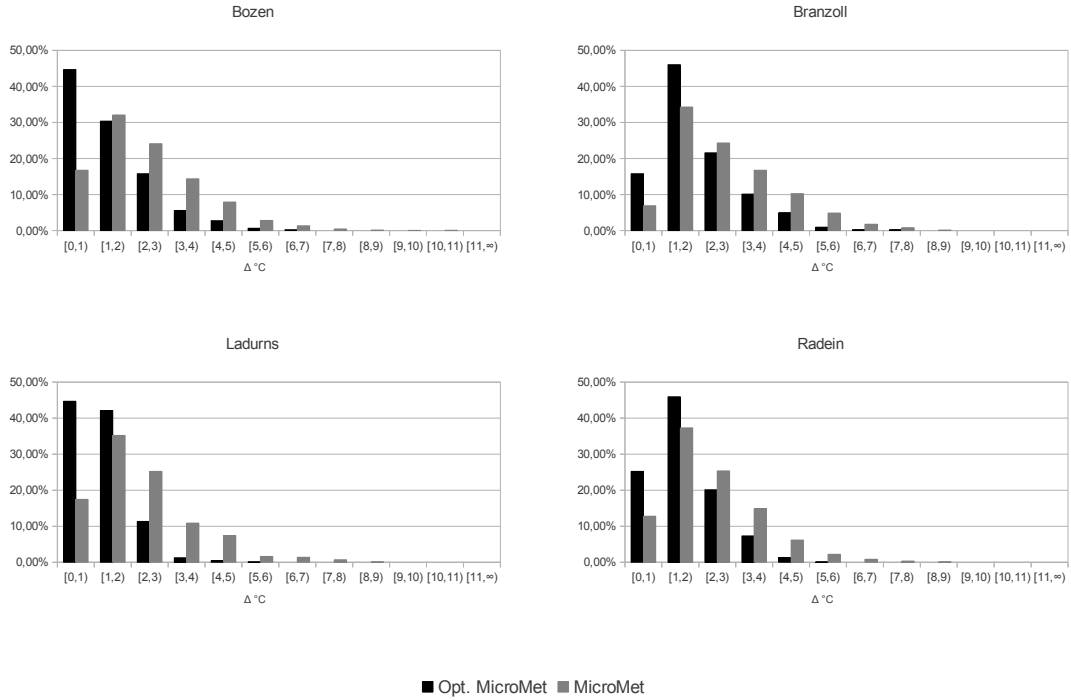 Bozen
50,00%
40,00%
30,00%
20,00%
10,00%
0,00%
[0,1) [1,2) [2,3) [3,4) [4,5) [5,6) [6,7) [7,8) [8,9) [9,10) [10,11) [11,∞)
Δ °C
Branzoll
50,00%
40,00%
30,00%
20,00%
10,00%
0,00%
[0,1) [1,2) [2,3) [3,4) [4,5) [5,6) [6,7) [7,8) [8,9) [9,10) [10,11) [11,∞)
Δ °C
Ladurns
50,00%
40,00%
30,00%
20,00%
10,00%
0,00%
[0,1) [1,2) [2,3) [3,4) [4,5) [5,6) [6,7) [7,8) [8,9) [9,10) [10,11) [11,∞)
Δ °C
Radein
50,00%
40,00%
30,00%
20,00%
10,00%
0,00%
[0,1) [1,2) [2,3) [3,4) [4,5) [5,6) [6,7) [7,8) [8,9) [9,10) [10,11) [11,∞)
Δ °C
Opt. MicroMet MicroMet